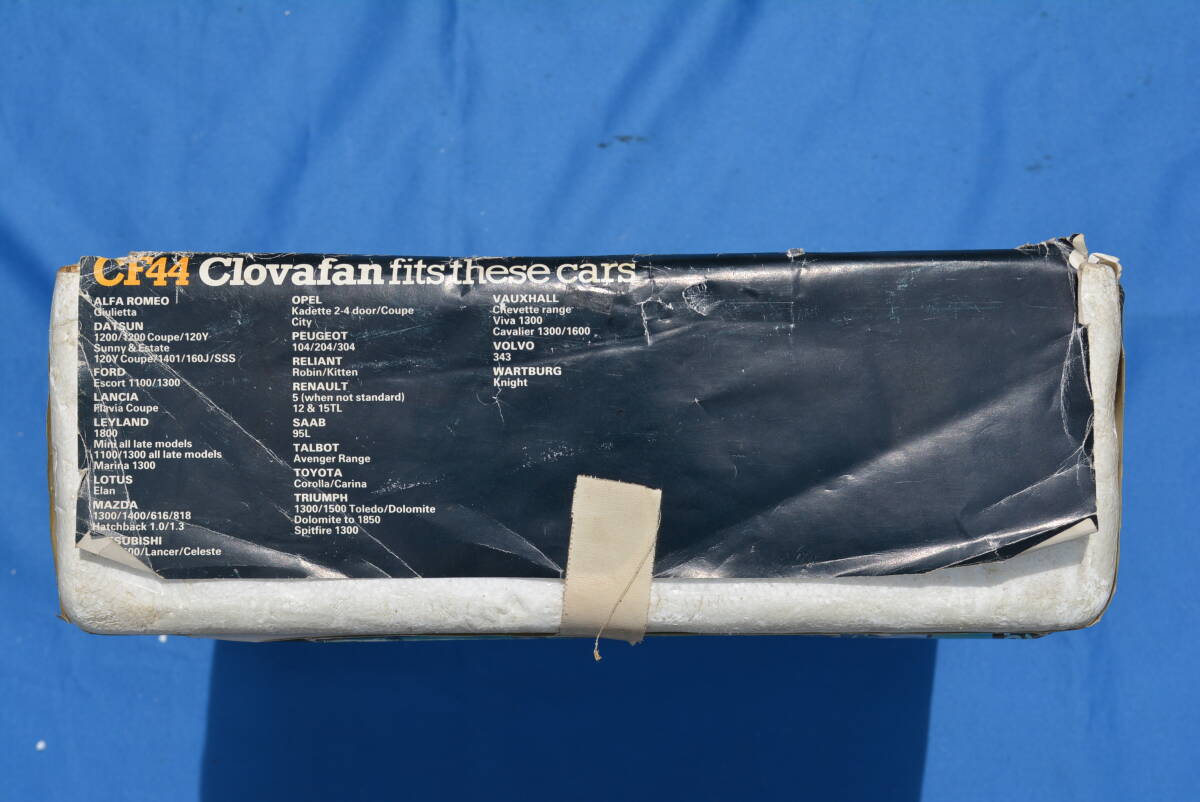 CF44 Clovafan fits these cars
ALFA ROMEO
Giulietta
DATSUN
1200/1200 Coupe/120Y
Sunny & Estate
120Y Coupe/1401/160J/SSS
FORD
Escort 1100/1300
LANCIA
Flavia Coupe
LEYLAND
1800
Mini all late models
1100/1300 all late models
Marina 1300
LOTUS
Elan
MAZDA
1300/1400/616/818
Hatchback 1.0/1.3
/Lancer/Celeste
OPEL
Kadette 2-4 door/Coupe
City
PEUGEOT
104/204/304
RELIANT
Robin/Kitten
RENAULT
5 (when not standard)
12 & 15TL
SAAB
95L
TALBOT
Avenger Range
TOYOTA
Corolla/Carina
TRIUMPH
1300/1500 Toledo/Dolomite
Dolomite to 1850
Spitfire 1300
VAUXHALL
Chevette range
Viva 1300
Cavalier 1300/1600
VOLVO
343
WARTBURG
Knight